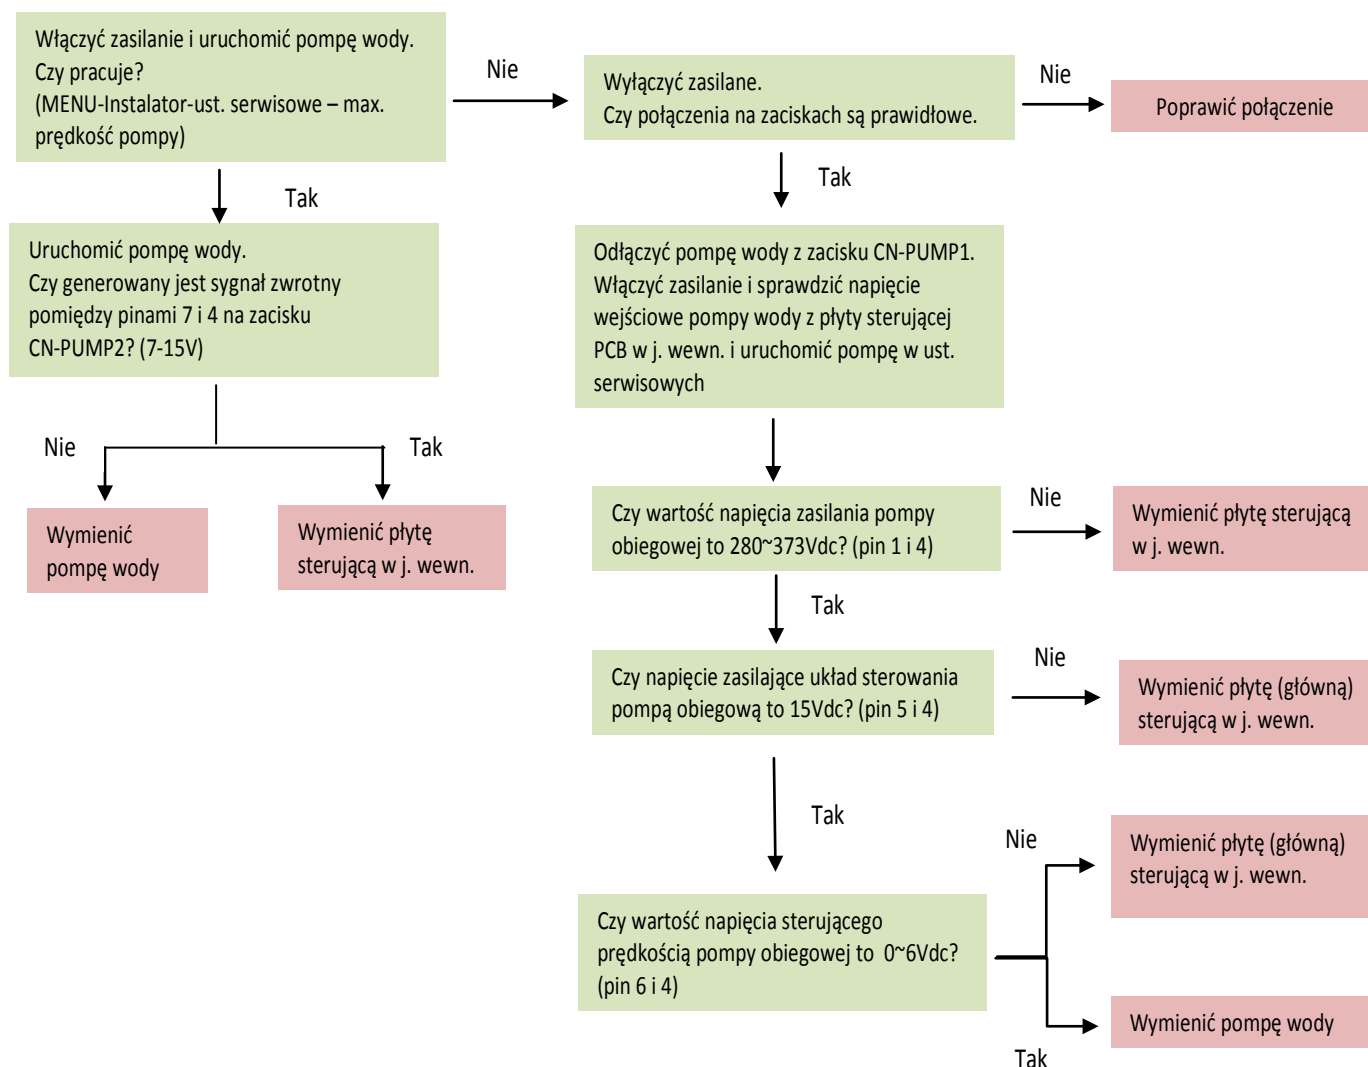 Włączyć zasilanie i uruchomić pompę wody.
Czy pracuje?
(MENU-Instalator-ust. serwisowe – max.
prędkość pompy)
Nie
Wyłączyć zasilane.
Czy połączenia na zaciskach są prawidłowe.
Nie
Poprawić połączenie
Tak
Tak
Uruchomić pompę wody.
Czy generowany jest sygnał zwrotny
pomiędzy pinami 7 i 4 na zacisku
CN-PUMP2? (7-15V)
Odłączyć pompę wody z zacisku CN-PUMP1.
Włączyć zasilanie i sprawdzić napięcie
wejściowe pompy wody z płyty sterującej
PCB w j. wewn. i uruchomić pompę w ust.
serwisowych
Nie
Tak
Wymienić
pompę wody
Wymienić płytę
sterującą w j. wewn.
Czy wartość napięcia zasilania pompy
obiegowej to 280~373Vdc? (pin 1 i 4)
Nie
Wymienić płytę sterującą
w j. wewn.
Tak
Czy napięcie zasilające układ sterowania
pompą obiegową to 15Vdc? (pin 5 i 4)
Nie
Wymienić płytę (główną)
sterującą w j. wewn.
Tak
Czy wartość napięcia sterującego
prędkością pompy obiegowej to 0~6Vdc?
(pin 6 i 4)
Nie
Wymienić płytę (główną)
sterującą w j. wewn.
Wymienić pompę wody
Tak